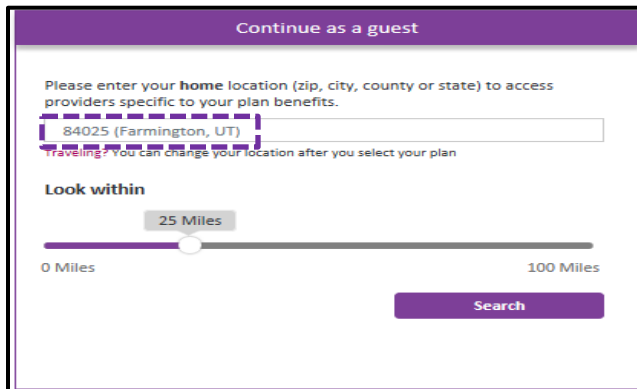 Continue as a guest
Please enter your home location (zip, city, county or state) to access
providers specific to your plan benefits.
84025 (Farmington, UT)
Traveling? You can change your location after you select your plan
Look within
25 Miles
0 Miles
100 Miles
Search